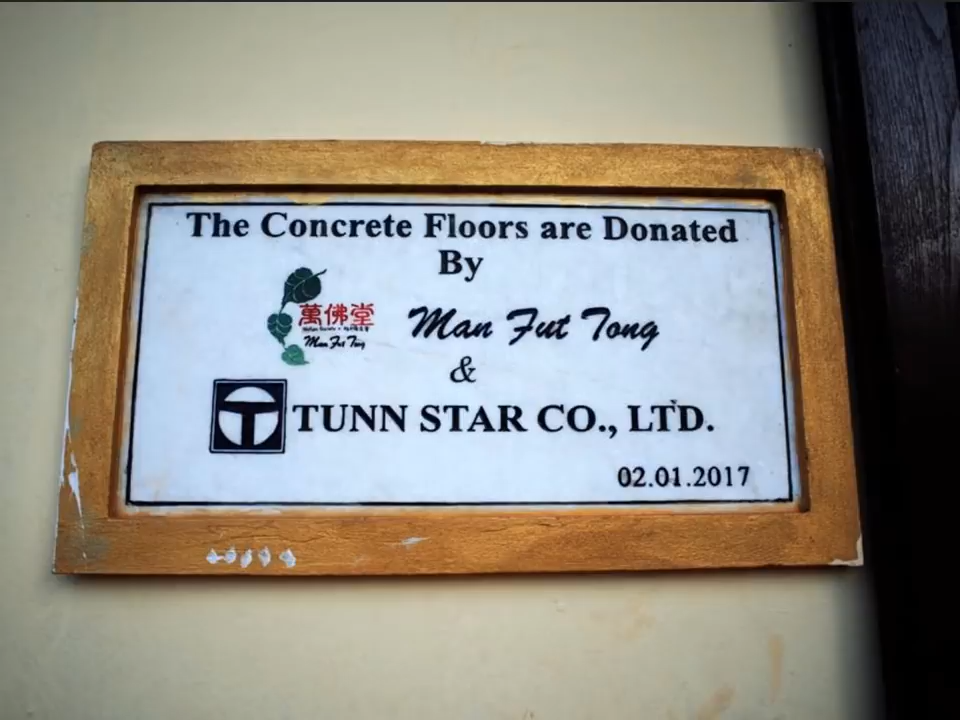 The Concrete Floors are Donated
By
萬佛堂
Man Fut Tong
Man Fut Tong
&
T TUNN STAR CO., LTD.
02.01.2017